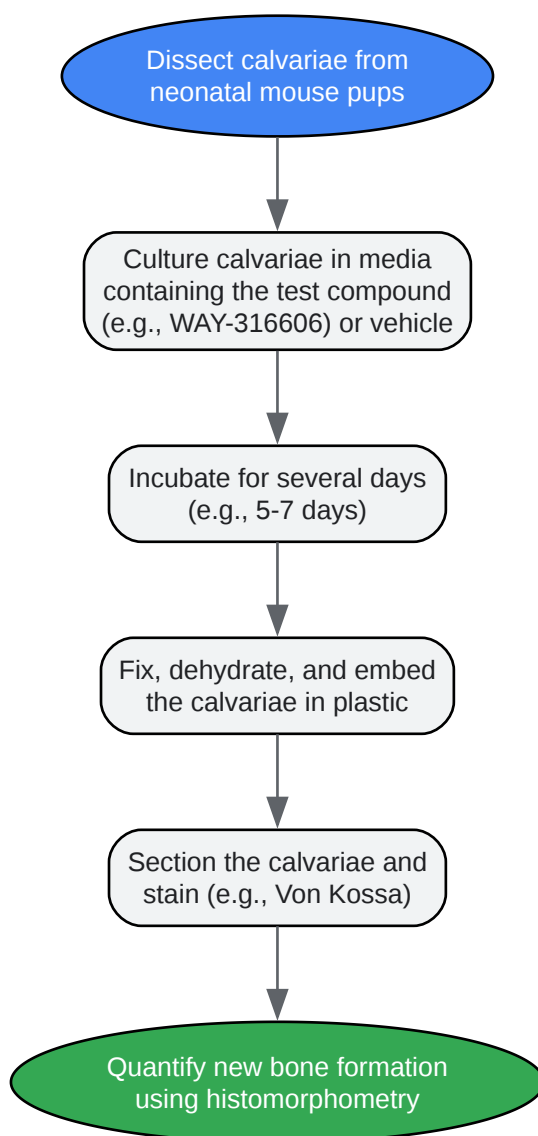 Dissect calvariae from
neonatal mouse pups
Culture calvariae in media
containing the test compound
(e.g., WAY-316606) or vehicle
Incubate for several days
(e.g., 5-7 days)
Fix, dehydrate, and embed
the calvariae in plastic
Section the calvariae and
stain (e.g., Von Kossa)
Quantify new bone formation
using histomorphometry